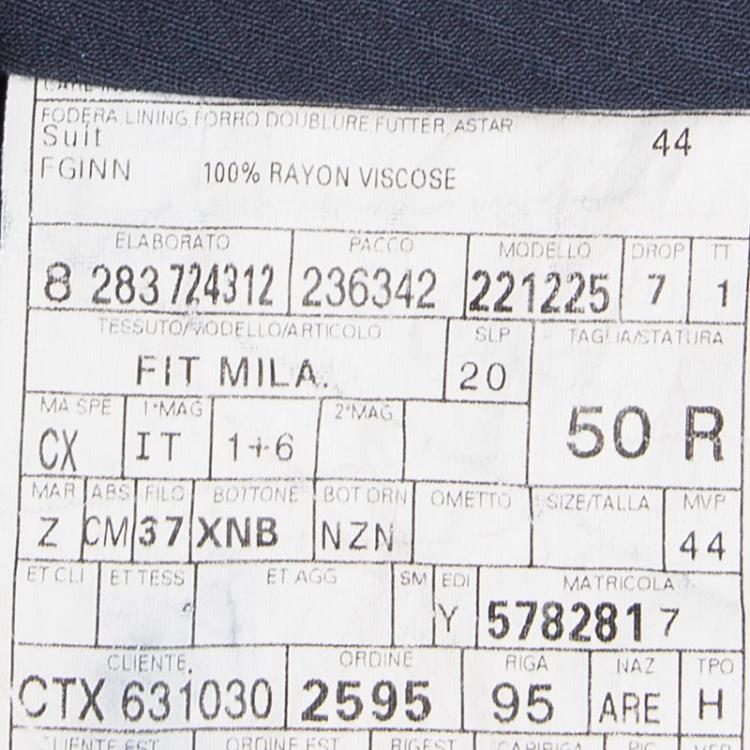 FODERA,LINING,FORRO DOUBLURE,FUTTER ASTAR
Suit 44
FGINN 100% RAYON VISCOSE
ELABORATO PACCO MODELLO DROP TT
8 283724312 236342 221225 7 1
TESSUTO/MODELLO/ARTICOLO SLP TAGLIA/STATURA
FIT MILA. 20 50 R
MA SPE 1°MAG 2°MAG
CX IT 1+6
MAR ABS FILO BOTTONE BOT ORN OMETTO SIZE/TALLA MVP
Z CM 37 XNB NZN 44
ET CLI ET TESS ET AGG SM EDI MATRICOLA
Y 5782817
CLIENTE ORDINE RIGA NAZ TPO
CTX 631030 2595 95 ARE H